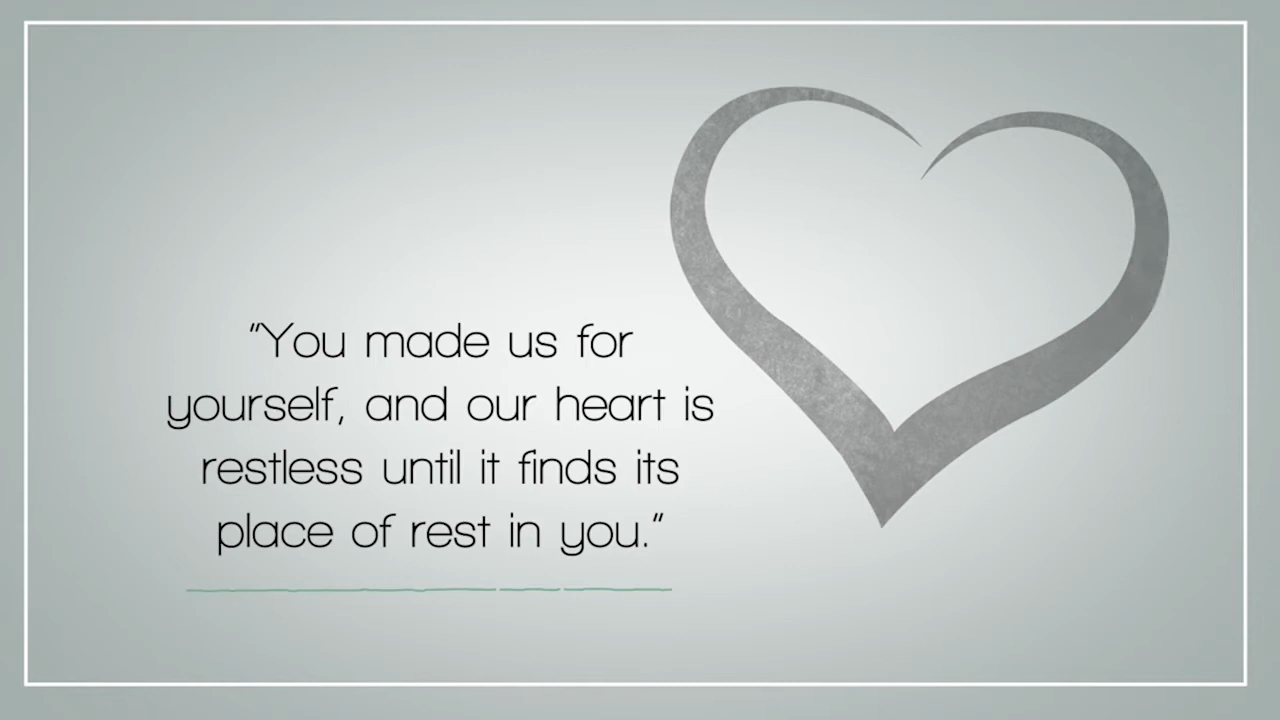 “You made us for
yourself, and our heart is
restless until it finds its
place of rest in you.”